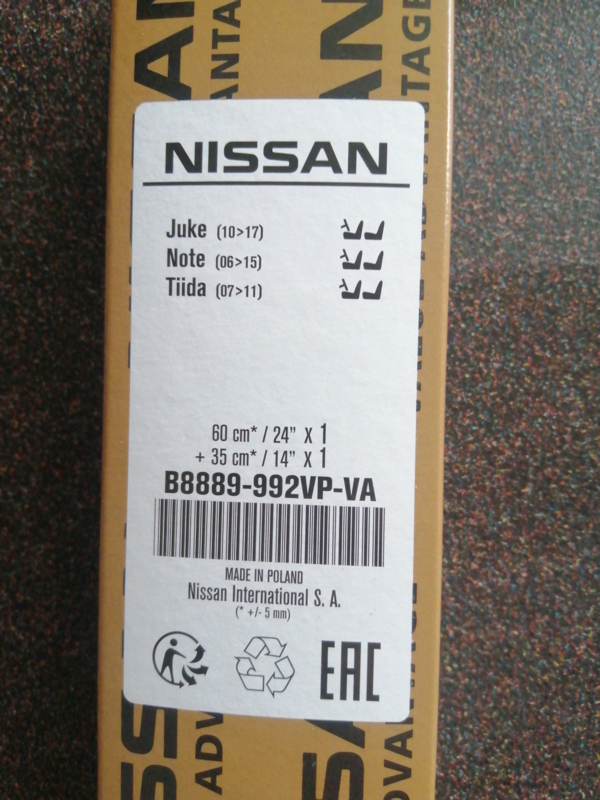 NISSAN
Juke (10>17)
Note (06>15)
Tiida (07>11)
60 cm* / 24” X 1
+ 35 cm* / 14” X 1
B8889-992VP-VA
MADE IN POLAND
Nissan International S. A.
(* +/- 5 mm)
EAC